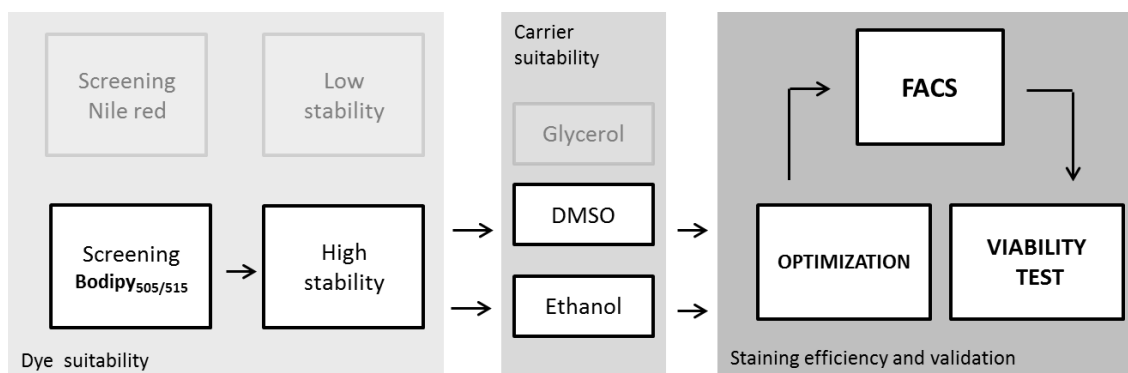 Screening
Nile red
Low
stability
Screening
Bodipy505/515
High
stability
Dye suitability
Carrier
suitability
Glycerol
DMSO
Ethanol
FACS
OPTIMIZATION
VIABILITY
TEST
Staining efficiency and validation